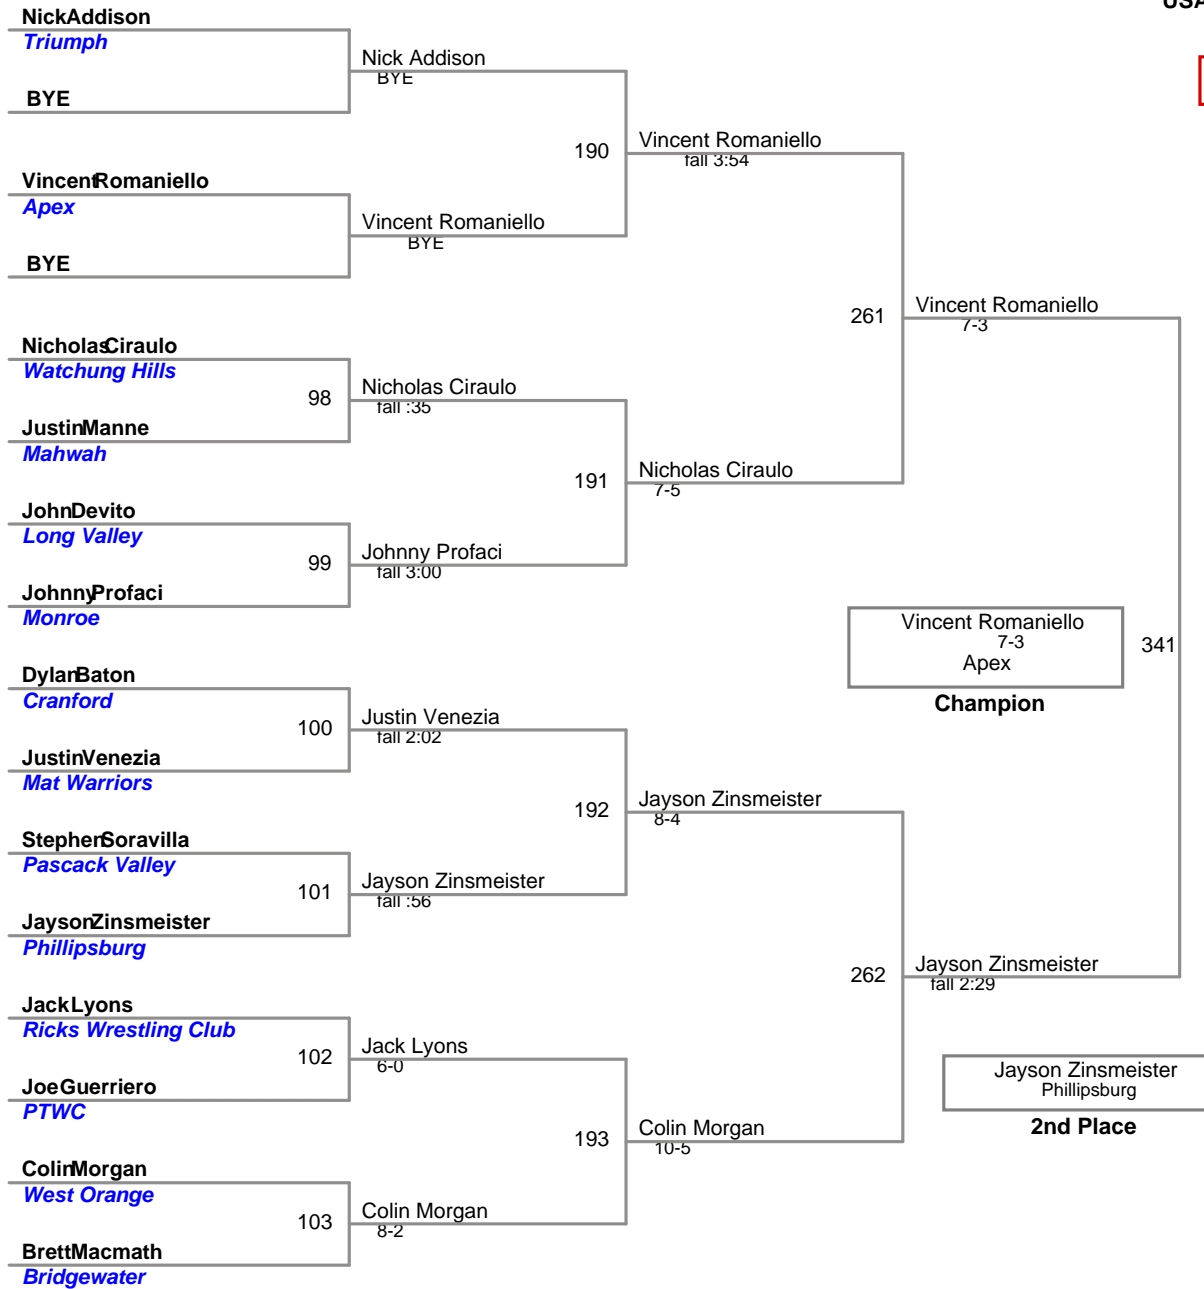 USA
NickAddison
Triumph
Nick Addison
BYE
BYE
190
Vincent Romaniello
fall 3:54
VincentRomaniello
Apex
Vincent Romaniello
BYE
BYE
261
Vincent Romaniello
7-3
NicholasCiraulo
Watchung Hills
98
Nicholas Ciraulo
fall :35
JustinManne
Mahwah
191
Nicholas Ciraulo
7-5
JohnDevito
Long Valley
99
Johnny Profaci
fall 3:00
JohnnyProfaci
Monroe
Vincent Romaniello
7-3
Apex
Champion
341
DylanBaton
Cranford
100
Justin Venezia
fall 2:02
JustinVenezia
Mat Warriors
192
Jayson Zinsmeister
8-4
StephenSoravilla
Pascack Valley
101
Jayson Zinsmeister
fall :56
JaysonZinsmeister
Phillipsburg
262
Jayson Zinsmeister
fall 2:29
JackLyons
Ricks Wrestling Club
102
Jack Lyons
6-0
JoeGuerriero
PTWC
Jayson Zinsmeister
Phillipsburg
2nd Place
193
Colin Morgan
10-5
ColinMorgan
West Orange
103
Colin Morgan
8-2
BrettMacmath
Bridgewater